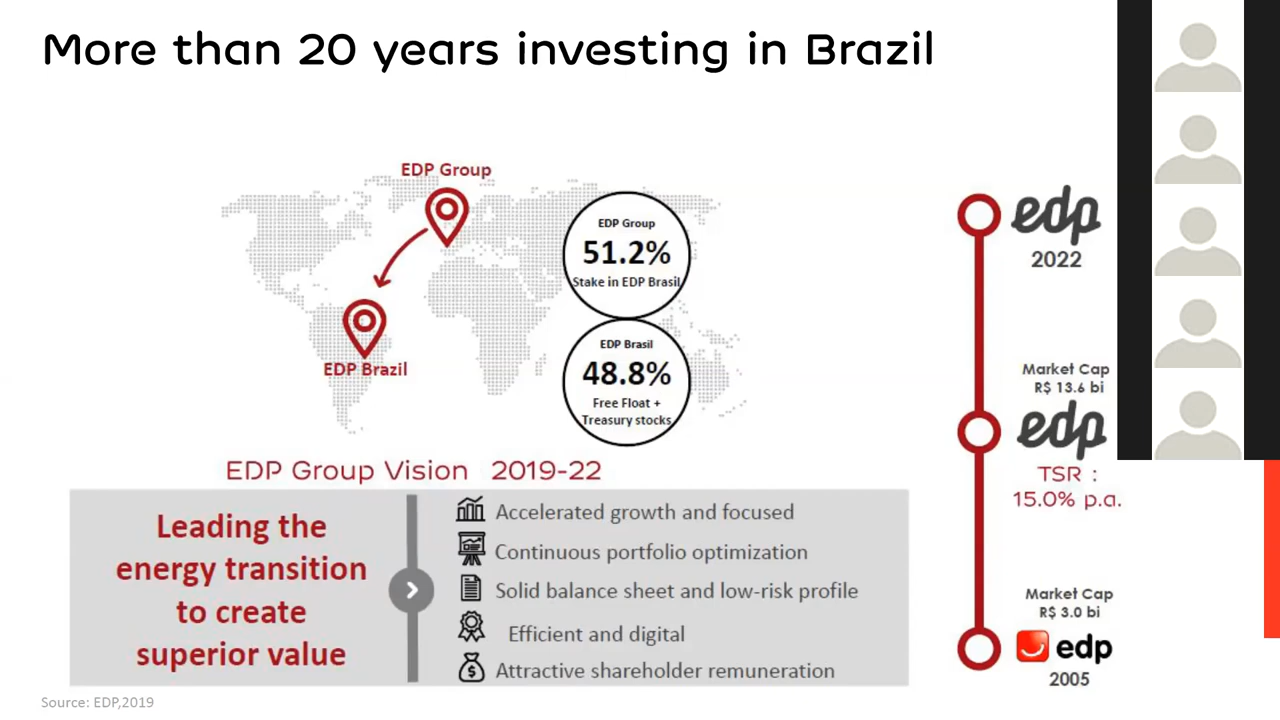 More than 20 years investing in Brazil
EDP Group
EDP Brazil
EDP Group
51.2%
Stake in EDP Brasil
EDP Brasil
48.8%
Free Float +
Treasury stocks
edp
2022
Market Cap
R$ 13.6 bi
edp
TSR :
15.0% p.a.
Market Cap
R$ 3.0 bi
edp
2005
EDP Group Vision 2019-22
Leading the
energy transition
to create
superior value
Accelerated growth and focused
Continuous portfolio optimization
Solid balance sheet and low-risk profile
Efficient and digital
Attractive shareholder remuneration
Source: EDP,2019